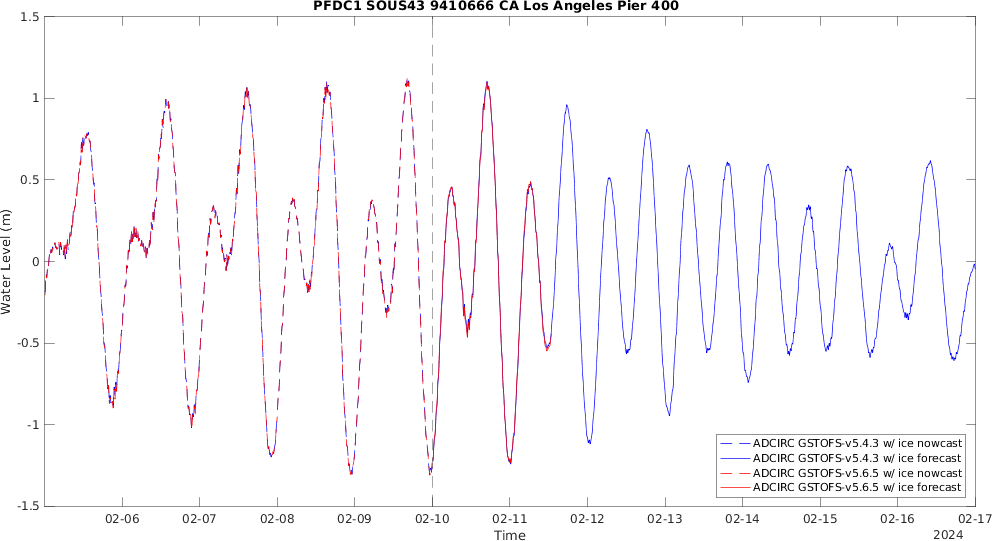 PFDC1 SOUS43 9410666 CA Los Angeles Pier 400
1.5
1
0.5
0
-0.5
-1
-1.5
Water Level (m)
ADCIRC GSTOFS-v5.4.3 w/ ice nowcast
ADCIRC GSTOFS-v5.4.3 w/ ice forecast
ADCIRC GSTOFS-v5.6.5 w/ ice nowcast
ADCIRC GSTOFS-v5.6.5 w/ ice forecast
02-06 02-07 02-08 02-09 02-10 02-11 02-12 02-13 02-14 02-15 02-16 02-17
Time
2024